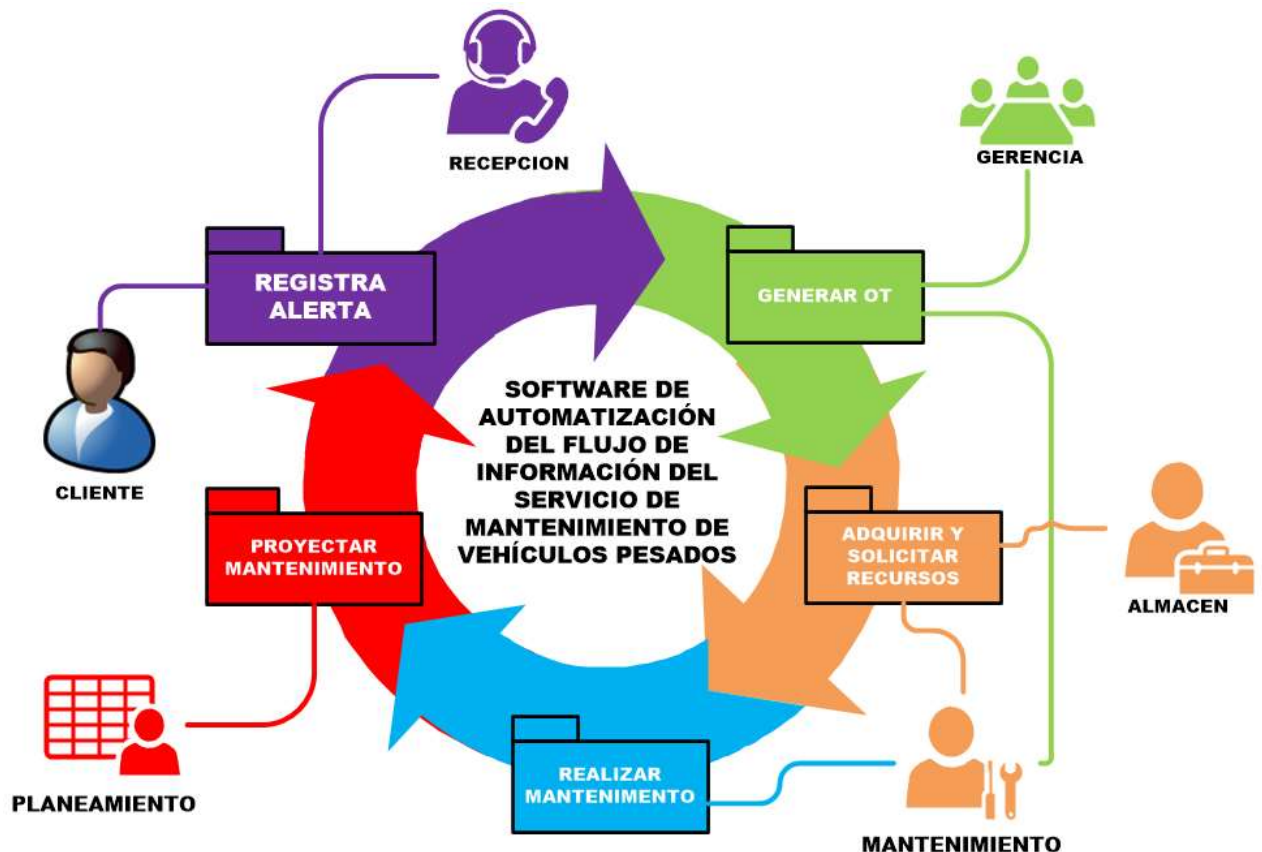 RECEPCION
GERENCIA
REGISTRA
ALERTA
GENERAR OT
CLIENTE
SOFTWARE DE
AUTOMATIZACIÓN
DEL FLUJO DE
INFORMACIÓN DEL
SERVICIO DE
MANTENIMIENTO DE
VEHÍCULOS PESADOS
PROYECTAR
MANTENIMIENTO
ADQUIRIR Y
SOLICITAR
RECURSOS
ALMACEN
PLANEAMIENTO
REALIZAR
MANTENIMENTO
MANTENIMIENTO